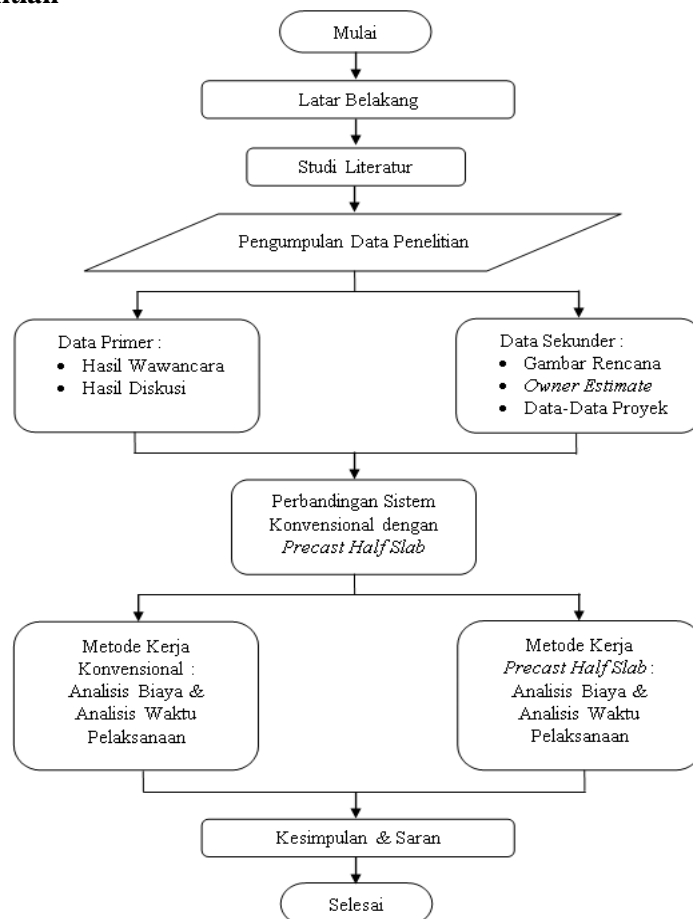 Mulai
Latar Belakang
Studi Literatur
Pengumpulan Data Penelitian
Data Primer :
• Hasil Wawancara
• Hasil Diskusi
Data Sekunder :
• Gambar Rencana
• Owner Estimate
• Data-Data Proyek
Perbandingan Sistem
Konvensional dengan
Precast Half Slab
Metode Kerja
Konvensional :
Analisis Biaya &
Analisis Waktu
Pelaksanaan
Metode Kerja
Precast Half Slab :
Analisis Biaya &
Analisis Waktu
Pelaksanaan
Kesimpulan & Saran
Selesai